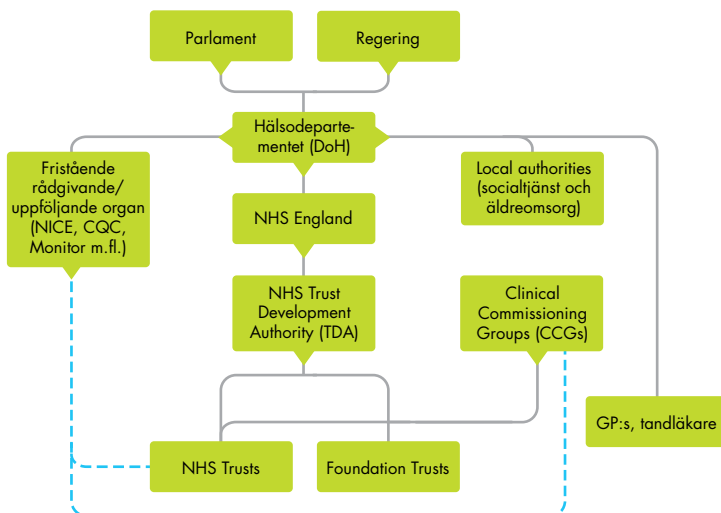 Parlament
Regering
Hälsodeparte-
mentet (DoH)
Fristående
rådgivande/
uppföljande organ
(NICE, CQC,
Monitor m.fl.)
Local authorities
(socialtjänst och
äldreomsorg)
NHS England
NHS Trust
Development
Authority (TDA)
Clinical
Commissioning
Groups (CCGs)
GP:s, tandläkare
NHS Trusts
Foundation Trusts